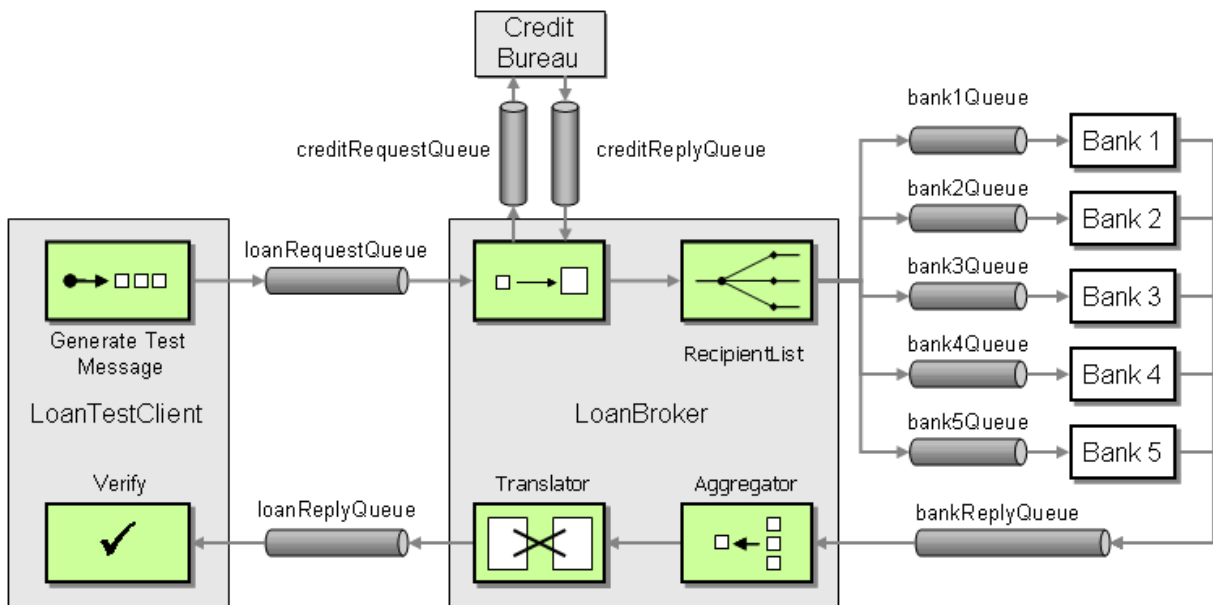 Credit
Bureau
creditRequestQueue
creditReplyQueue
bank1Queue
Bank 1
bank2Queue
Bank 2
bank3Queue
Bank 3
bank4Queue
Bank 4
bank5Queue
Bank 5
loanRequestQueue
Generate Test
Message
RecipientList
LoanTestClient
LoanBroker
Verify
loanReplyQueue
Translator
Aggregator
bankReplyQueue